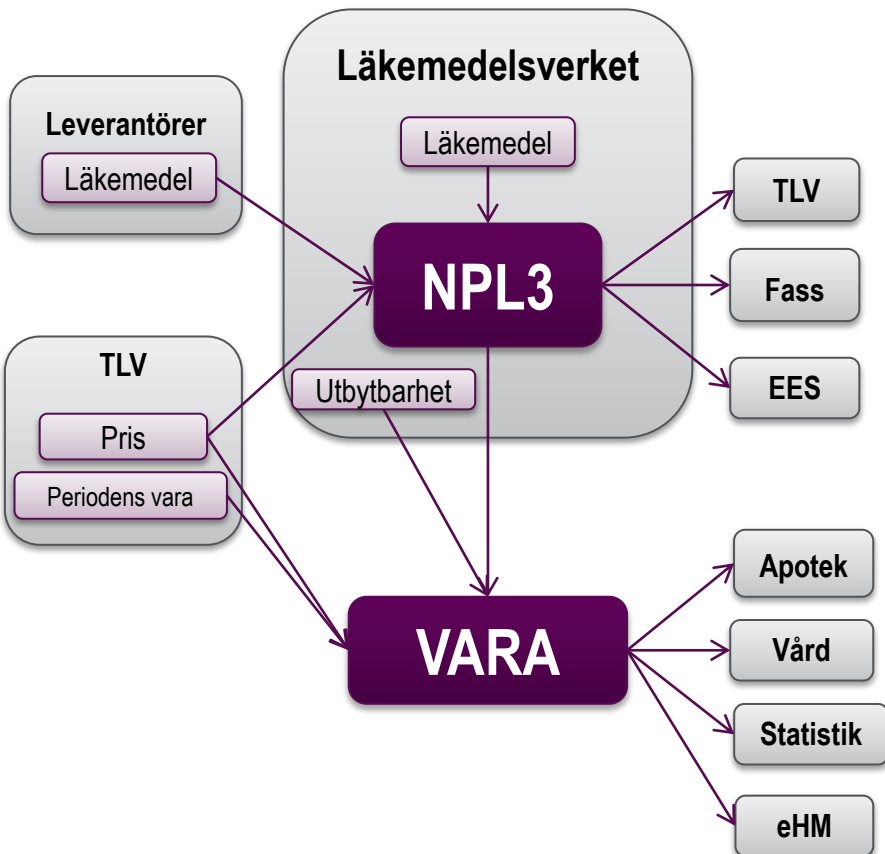 Läkemedelsverket
Leverantörer
Läkemedel
Läkemedel
NPL3
TLV
Fass
EES
TLV
Pris
Periodens vara
Utbytbarhet
VARA
Apotek
Vård
Statistik
eHM